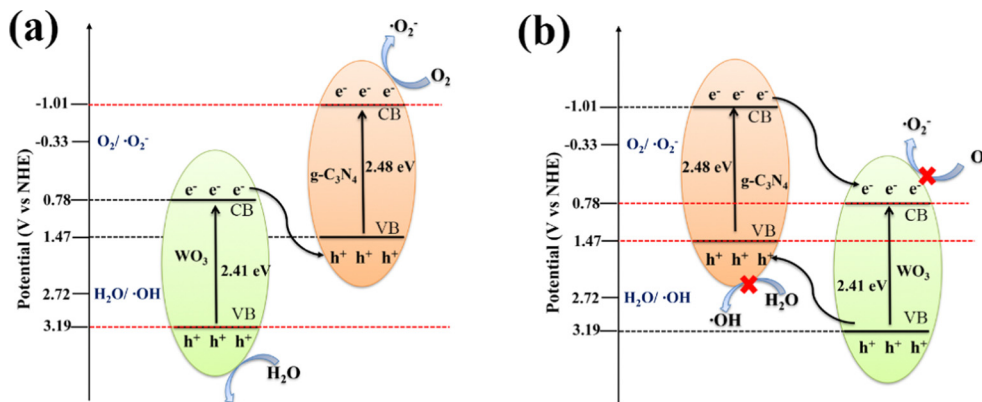 (a)
Potential (V vs NHE)
-1.01
-0.33
0.78
1.47
2.72
3.19
O₂/ ·O₂⁻
H₂O/ ·OH
·O₂⁻
O₂
e⁻ e⁻ e⁻
CB
g-C₃N₄
2.48 eV
VB
h⁺ h⁺ h⁺
e⁻ e⁻ e⁻
CB
WO₃
2.41 eV
VB
h⁺ h⁺ h⁺
H₂O
(b)
Potential (V vs NHE)
-1.01
-0.33
0.78
1.47
2.72
3.19
O₂/ ·O₂⁻
H₂O/ ·OH
e⁻ e⁻ e⁻
CB
2.48 eV
g-C₃N₄
VB
h⁺ h⁺ h⁺
H₂O
·OH
·O₂⁻
O
e⁻ e⁻ e⁻
CB
WO₃
2.41 eV
VB
h⁺ h⁺ h⁺